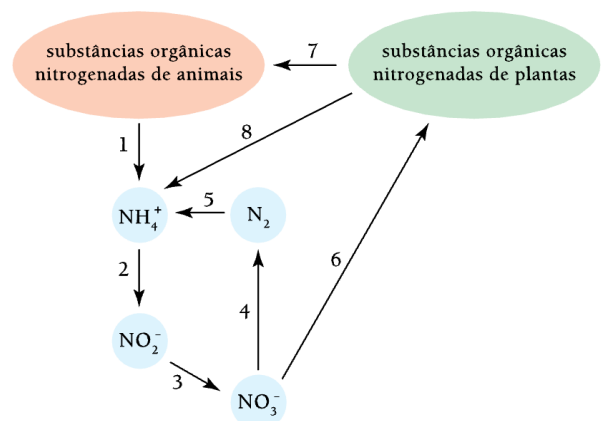 substâncias orgânicas
nitrogenadas de animais
7
substâncias orgânicas
nitrogenadas de plantas
1
8
NH₄⁺
5
N₂
2
6
4
NO₂⁻
3
NO₃⁻